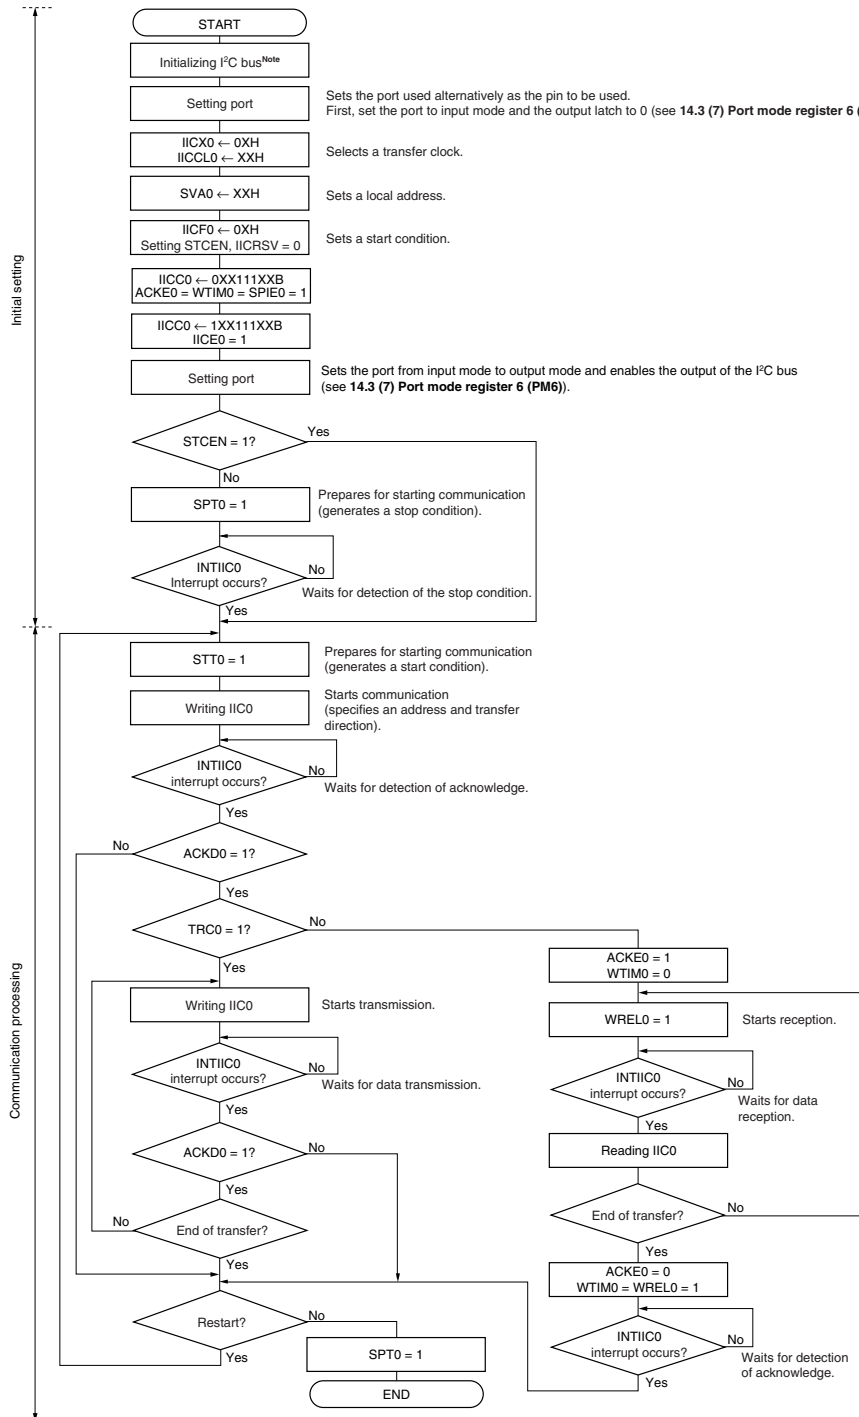 START
Initializing I²C busNote
Setting port
Sets the port used alternatively as the pin to be used.
First, set the port to input mode and the output latch to 0 (see 14.3 (7) Port mode register 6 (
IICX0 ← 0XH
IICCL0 ← XXH
Selects a transfer clock.
SVA0 ← XXH
Sets a local address.
IICF0 ← 0XH
Setting STCEN, IICRSV = 0
Sets a start condition.
Initial setting
IICC0 ← 0XX111XXB
ACKE0 = WTIM0 = SPIE0 = 1
IICC0 ← 1XX111XXB
IICE0 = 1
Setting port
Sets the port from input mode to output mode and enables the output of the I²C bus
(see 14.3 (7) Port mode register 6 (PM6)).
STCEN = 1?
Yes
No
SPT0 = 1
Prepares for starting communication
(generates a stop condition).
INTIIC0
Interrupt occurs?
No
Waits for detection of the stop condition.
Yes
STT0 = 1
Prepares for starting communication
(generates a start condition).
Writing IIC0
Starts communication
(specifies an address and transfer
direction).
INTIIC0
interrupt occurs?
No
Waits for detection of acknowledge.
Yes
No
ACKD0 = 1?
Yes
TRC0 = 1?
No
Yes
Communication processing
Writing IIC0
Starts transmission.
INTIIC0
interrupt occurs?
No
Waits for data transmission.
Yes
ACKD0 = 1?
No
Yes
No
End of transfer?
Yes
Restart?
No
Yes
SPT0 = 1
END
ACKE0 = 1
WTIM0 = 0
WREL0 = 1
Starts reception.
INTIIC0
interrupt occurs?
No
Waits for data
reception.
Yes
Reading IIC0
End of transfer?
No
Yes
ACKE0 = 0
WTIM0 = WREL0 = 1
INTIIC0
interrupt occurs?
No
Waits for detection
of acknowledge.
Yes